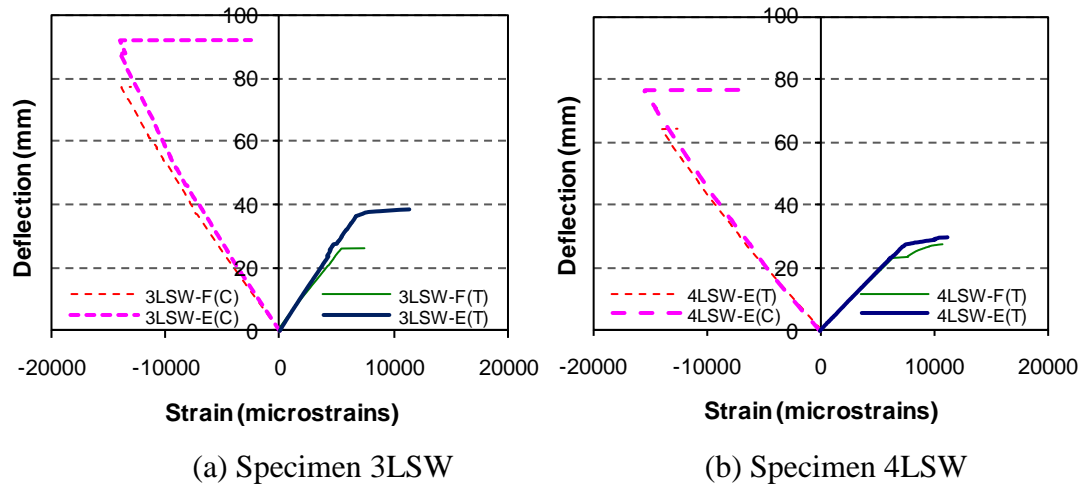 100
80
60
40
20
0
Deflection (mm)
3LSW-F(C) 3LSW-F(T)
3LSW-E(C) 3LSW-E(T)
-20000 -10000 0 10000 20000
Strain (microstrains)
(a) Specimen 3LSW
100
80
60
40
20
0
Deflection (mm)
4LSW-E(T) 4LSW-F(T)
4LSW-E(C) 4LSW-E(T)
-20000 -10000 0 10000 20000
Strain (microstrains)
(b) Specimen 4LSW